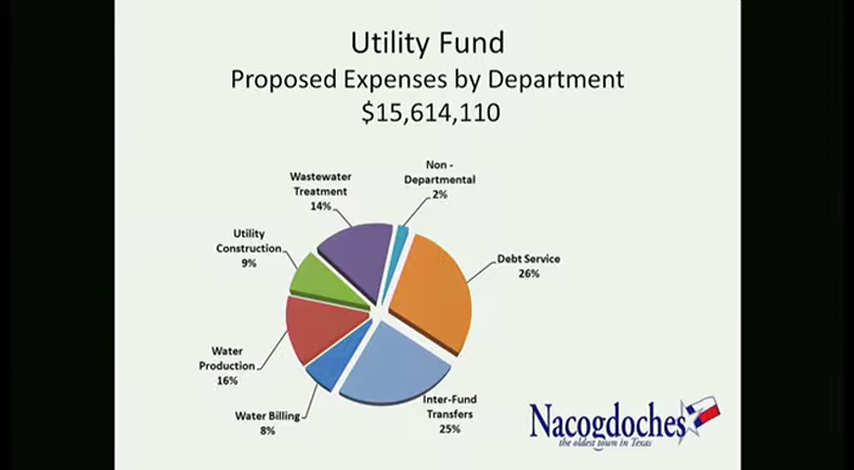 Utility Fund
Proposed Expenses by Department
$15,614,110
Non -
Departmental
2%
Wastewater
Treatment
14%
Utility
Construction
9%
Debt Service
26%
Water
Production
16%
Inter-Fund
Transfers
25%
Water Billing
8%
Nacogdoches
the oldest town in Texas